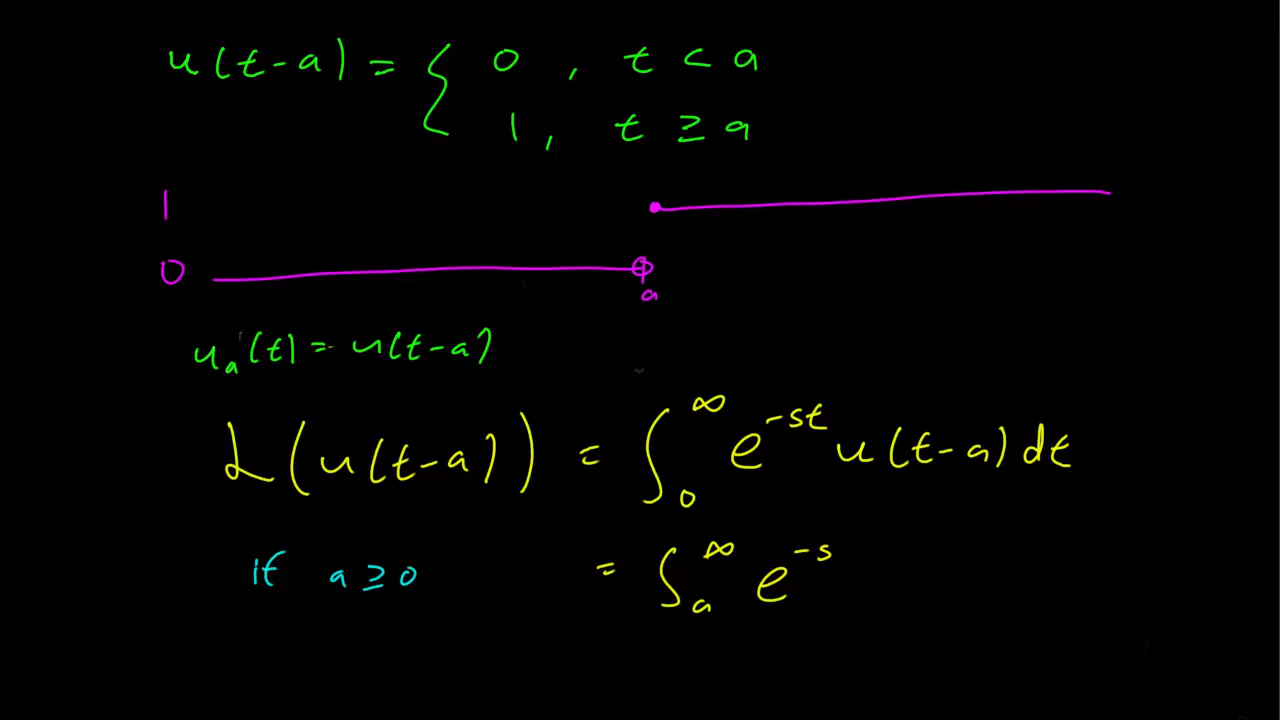 u(t-a) = { 0 , t < a
1 , t ≥ a
1
0
a
u_a(t) = u(t-a)
L(u(t-a)) = ∫_0^∞ e^{-st} u(t-a) dt
if a ≥ 0 = ∫_a^∞ e^{-s}